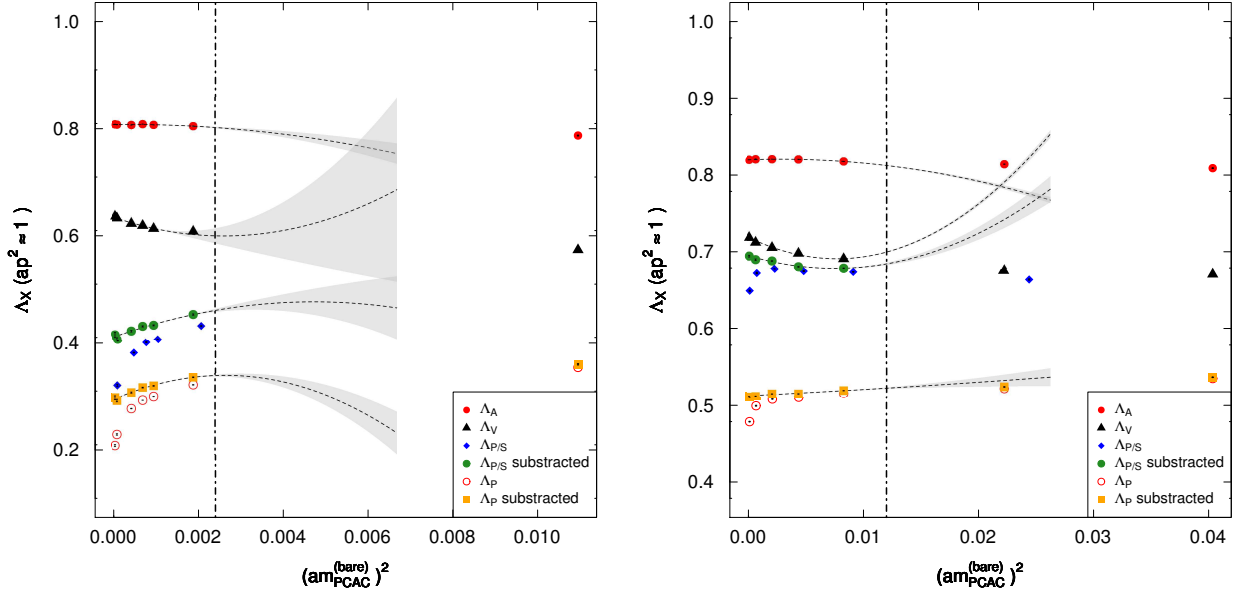 1.0
0.8
0.6
0.4
0.2
Λ_X (ap² ≈ 1)
0.000
0.002
0.004
0.006
0.008
0.010
(am_PCAC^(bare))²
Λ_A
Λ_V
Λ_P/S
Λ_P/S substracted
Λ_P
Λ_P substracted
1.0
0.9
0.8
0.7
0.6
0.5
0.4
Λ_X (ap² ≈ 1)
0.00
0.01
0.02
0.03
0.04
(am_PCAC^(bare))²
Λ_A
Λ_V
Λ_P/S
Λ_P/S substracted
Λ_P
Λ_P substracted